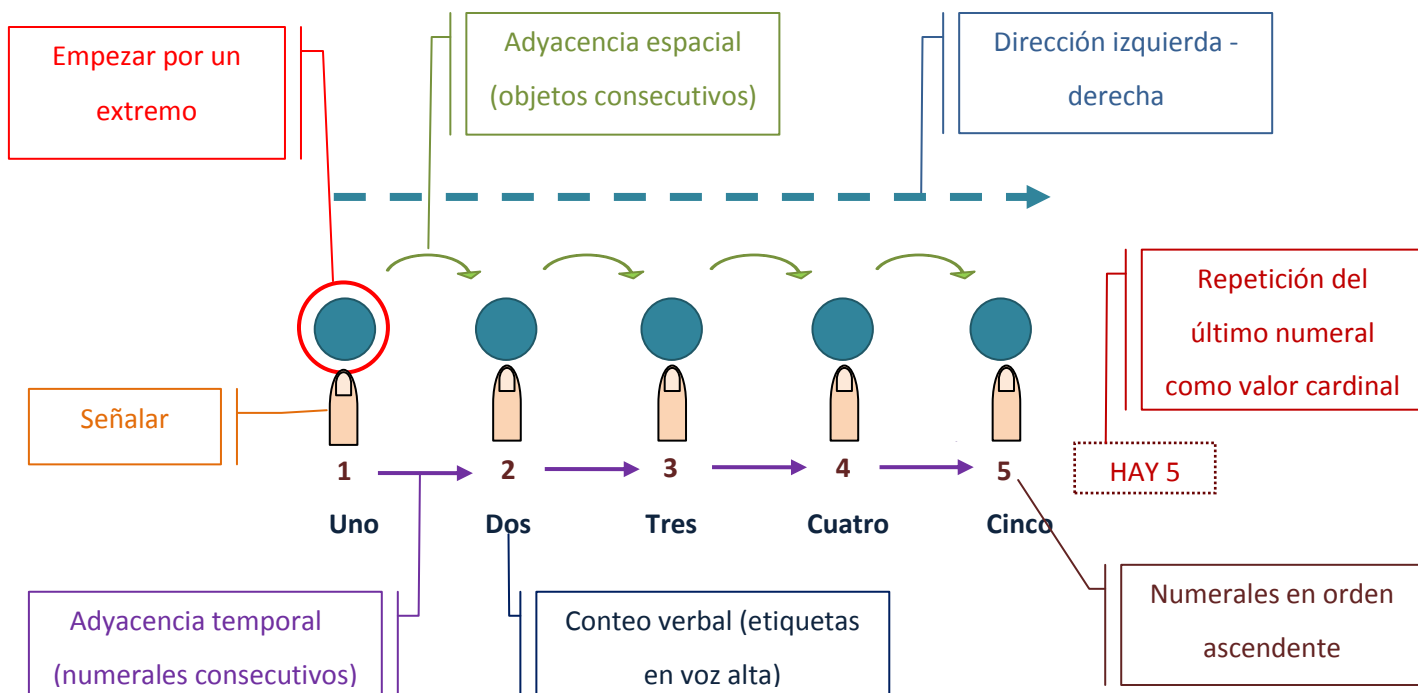 Empezar por un
extremo
Adyacencia espacial
(objetos consecutivos)
Dirección izquierda -
derecha
Repetición del
último numeral
como valor cardinal
Señalar
1 2 3 4 5
HAY 5
Uno Dos Tres Cuatro Cinco
Adyacencia temporal
(numerales consecutivos)
Conteo verbal (etiquetas
en voz alta)
Numerales en orden
ascendente